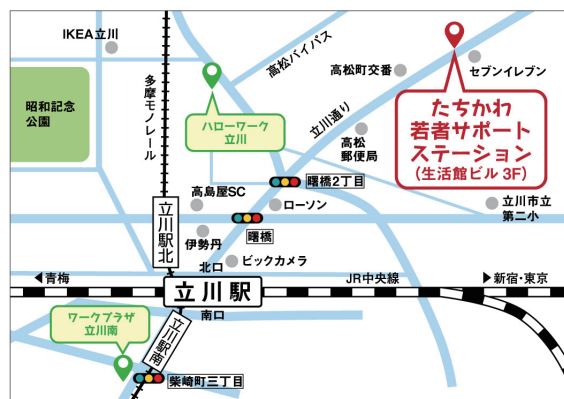 IKEA立川
昭和記念
公園
多摩モノレール
ハローワーク
立川
高松バイパス
高松町交番
立川通り
セブンイレブン
たちかわ
若者サポート
ステーション
(生活館ビル3F)
高松
郵便局
曙橋2丁目
高島屋SC
ローソン
立川市立
第二小
曙橋
伊勢丹
立川駅北
北口
ビックカメラ
青梅
JR中央線
新宿・東京
立川駅
南口
ワークプラザ
立川南
立川駅南
柴崎町三丁目